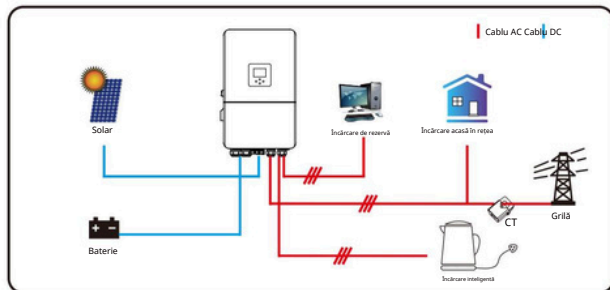 Cablu AC Cablu DC
Solar
Încărcare de rezervă
Încărcare acasă în rețea
CT
Grilă
Baterie
Încărcare inteligentă